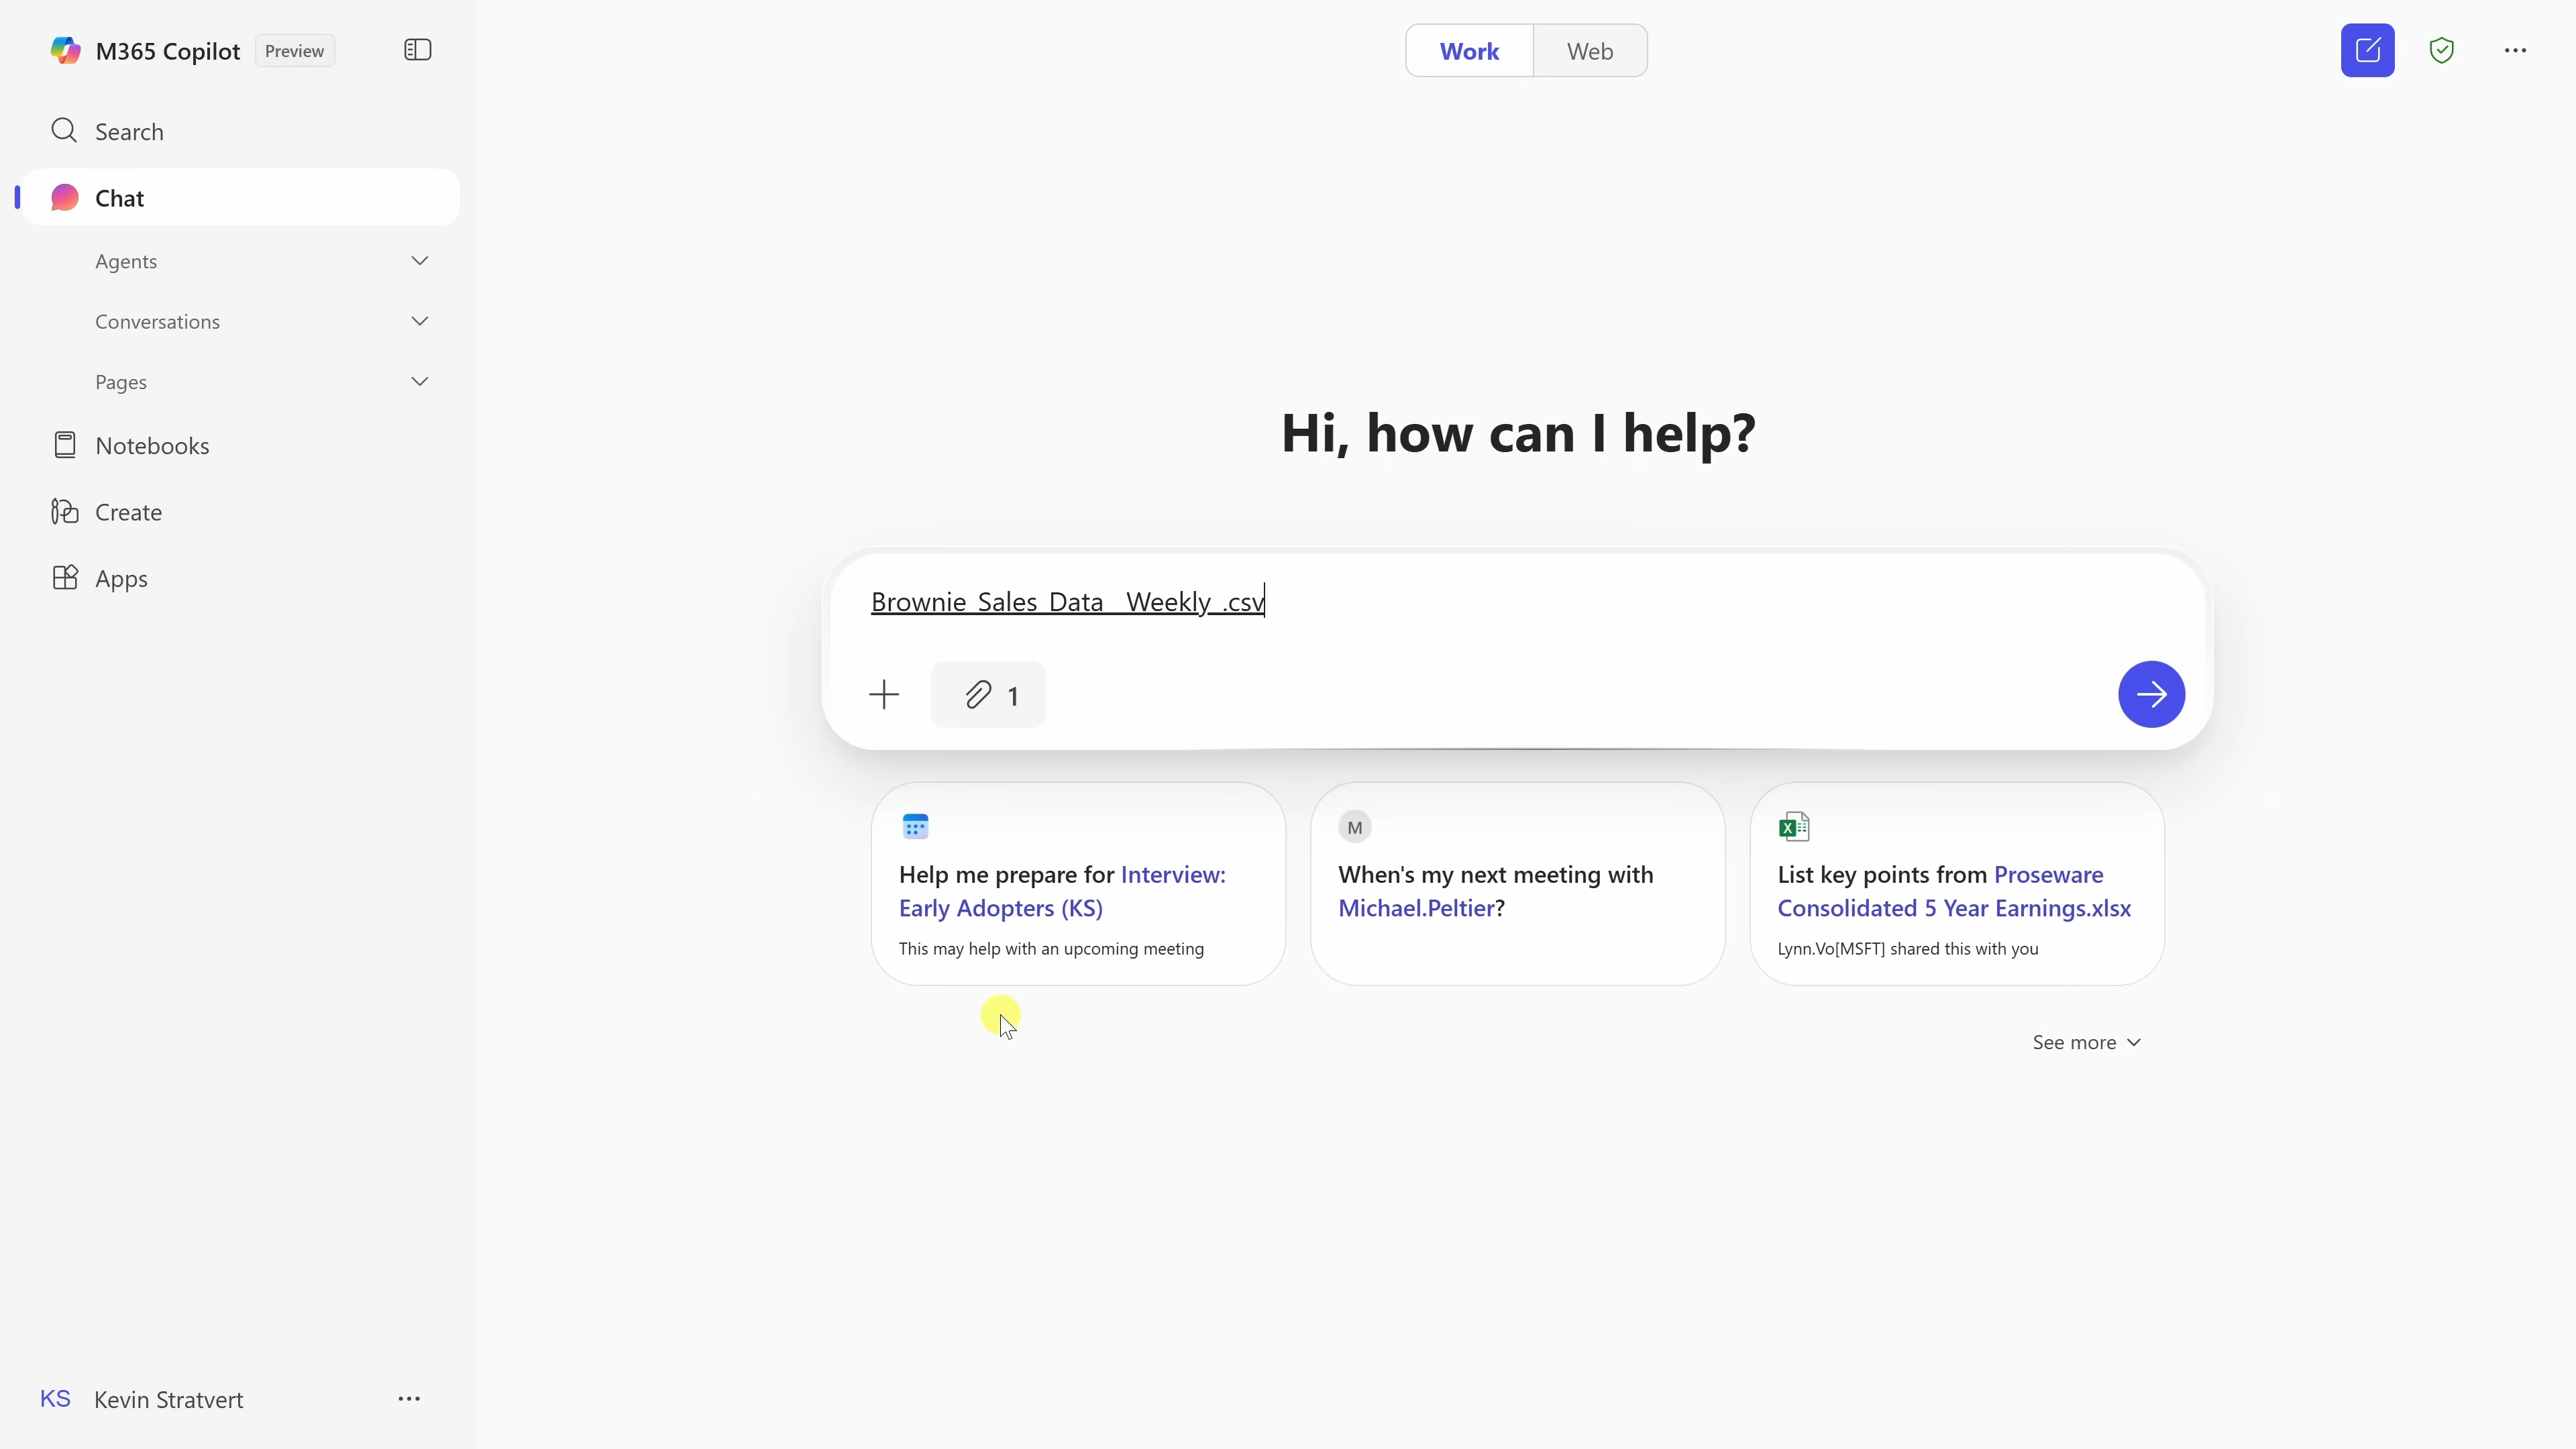 M365 Copilot Preview
Search
Chat
Agents
Conversations
Pages
Notebooks
Create
Apps
KS Kevin Stratvert
Work Web
Hi, how can I help?
Brownie_Sales_Data__Weekly_.csv
1
Help me prepare for Interview:
Early Adopters (KS)
This may help with an upcoming meeting
M
When's my next meeting with
Michael.Peltier?
List key points from Proseware
Consolidated 5 Year Earnings.xlsx
Lynn.Vo[MSFT] shared this with you
See more